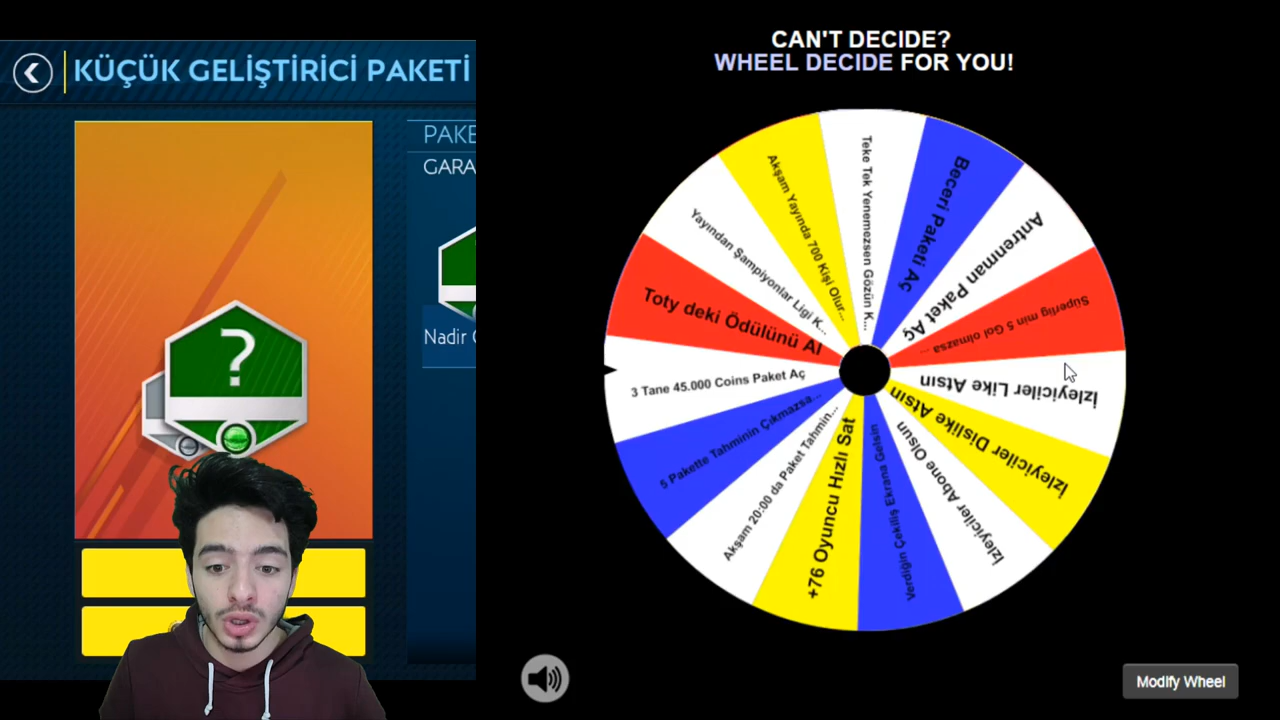 KÜÇÜK GELİŞTİRİCİ PAKETİ
PAKE
GARA
?
Nadir
CAN'T DECIDE?
WHEEL DECIDE FOR YOU!
Teke Tek Yenemezsen Gözün K...
Beceri Paketi Aç
Antrenman Paket Aç
Süperlig min 5 Gol olmazsa ...
İzleyiciler Like Atsın
İzleyiciler Dislike Atsın
İzleyiciler Abone Olsun
Verdiğin Çekiliş Ekrana Gelsin
+76 Oyuncu Hızlı Sat
Akşam 20:00 da Paket Tahmin...
5 Pakette Tahminin Çıkmazsa...
3 Tane 45.000 Coins Paket Aç
Toty deki Ödülünü Al
Yayından Şampiyonlar Ligi K...
Akşam Yayında 700 Kişi Olur...
Modify Wheel